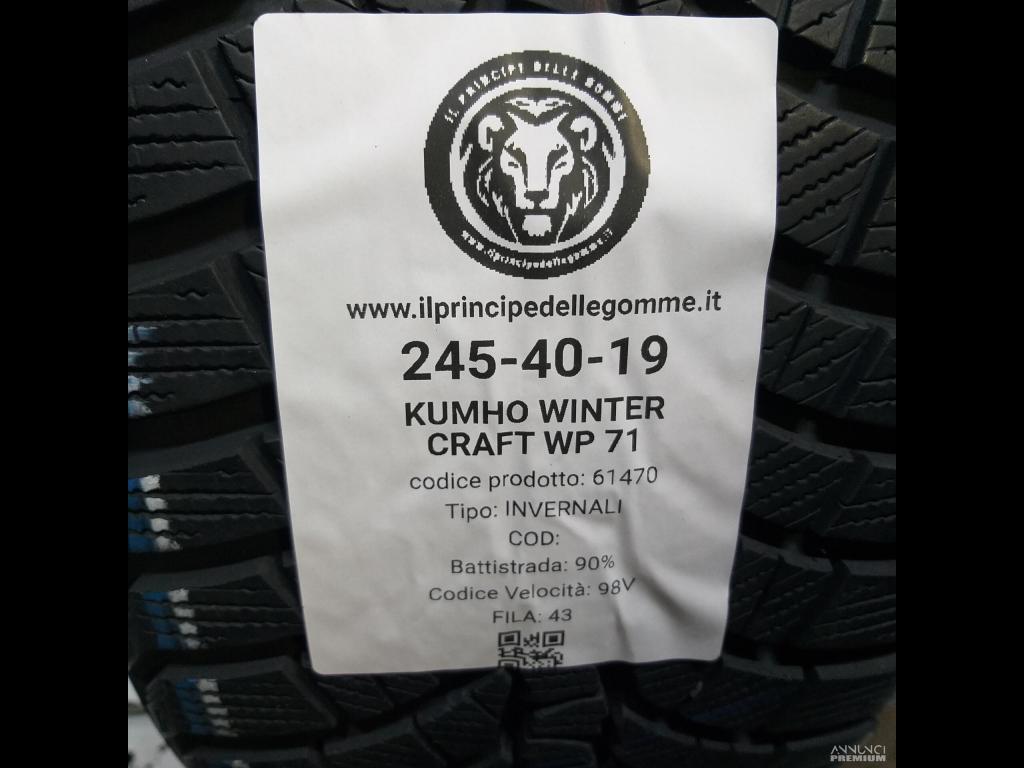 IL PRINCIPE DELLE GOMME
www.ilprincipedellegomme.it
www.ilprincipedellegomme.it
245-40-19
KUMHO WINTER
CRAFT WP 71
codice prodotto: 61470
Tipo: INVERNALI
COD:
Battistrada: 90%
Codice Velocità: 98V
FILA: 43
ANNUNCI
PREMIUM